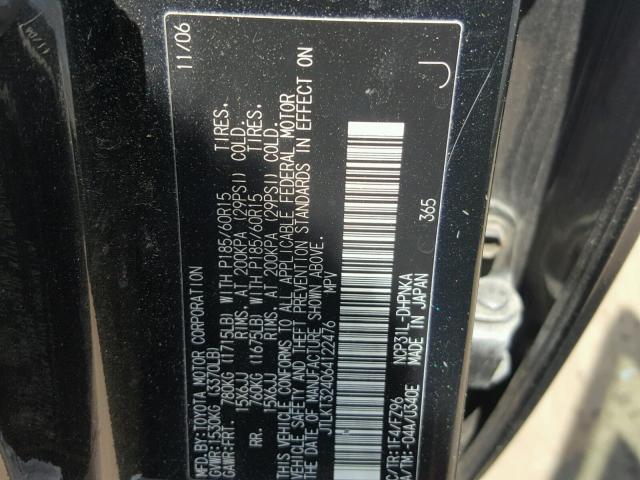 MFD. BY: TOYOTA MOTOR CORPORATION 11/06
GVWR: 1530KG (3370LB)
GAWR: FRT. 780KG (1715LB) WITH P185/60R15 TIRES.
15X6JJ RIMS. AT 200KPA (29PSI) COLD.
RR. 760KG (1675LB) WITH P185/60R15 TIRES.
15X6JJ RIMS. AT 200KPA (29PSI) COLD.
THIS VEHICLE CONFORMS TO ALL APPLICABLE FEDERAL MOTOR
VEHICLE SAFETY AND THEFT PREVENTION STANDARDS IN EFFECT ON
THE DATE OF MANUFACTURE SHOWN ABOVE.
JTLKT324064122476 MPV
J
365
C/TR: 1E4/FZ96 NCP31L-DHPNKA
A/TM: -04A/U340E MADE IN JAPAN